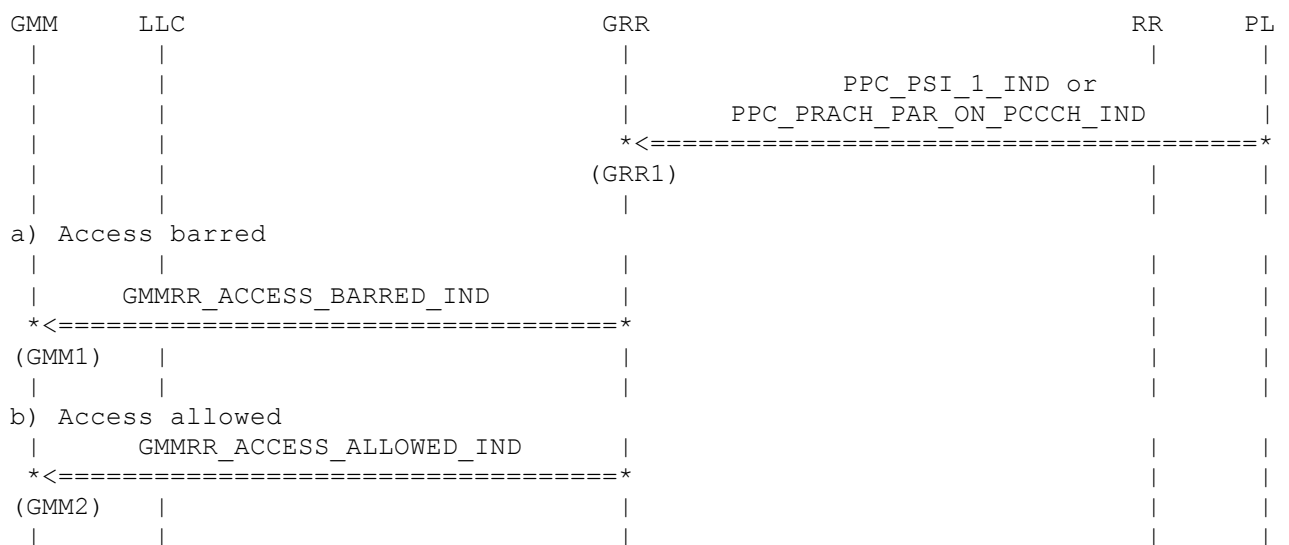 GMM LLC GRR RR PL
PPC_PSI_1_IND or
PPC_PRACH_PAR_ON_PCCCH_IND
*<======================================*
(GRR1)
a) Access barred
GMMRR_ACCESS_BARRED_IND
*<===================================*
(GMM1)
b) Access allowed
GMMRR_ACCESS_ALLOWED_IND
*<===================================*
(GMM2)